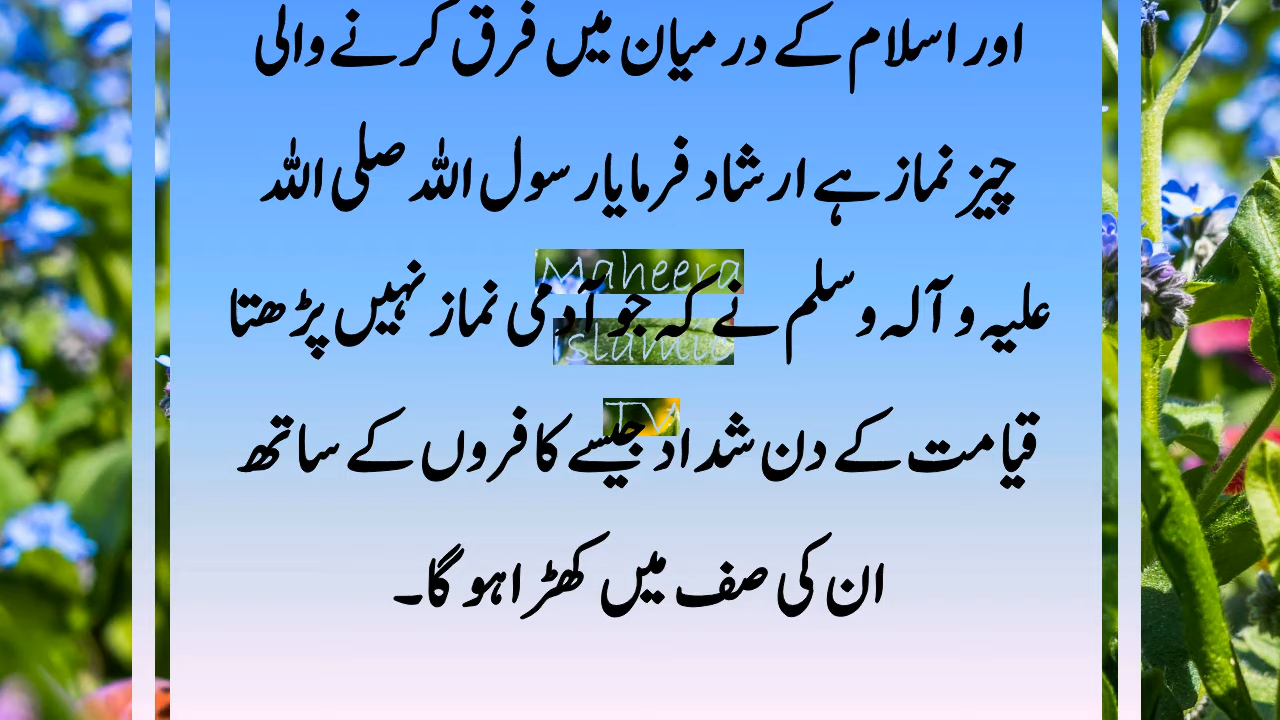 اور اسلام کے درمیان میں فرق کرنے والی
چیز نماز ہے ارشاد فرمایا رسول اللہ صلی اللہ
علیہ و آلہ وسلم نے کہ جو آدمی نماز نہیں پڑھتا
قیامت کے دن شداد جیسے کافروں کے ساتھ
ان کی صف میں کھڑا ہو گا۔
Maheera
Islamic
TV